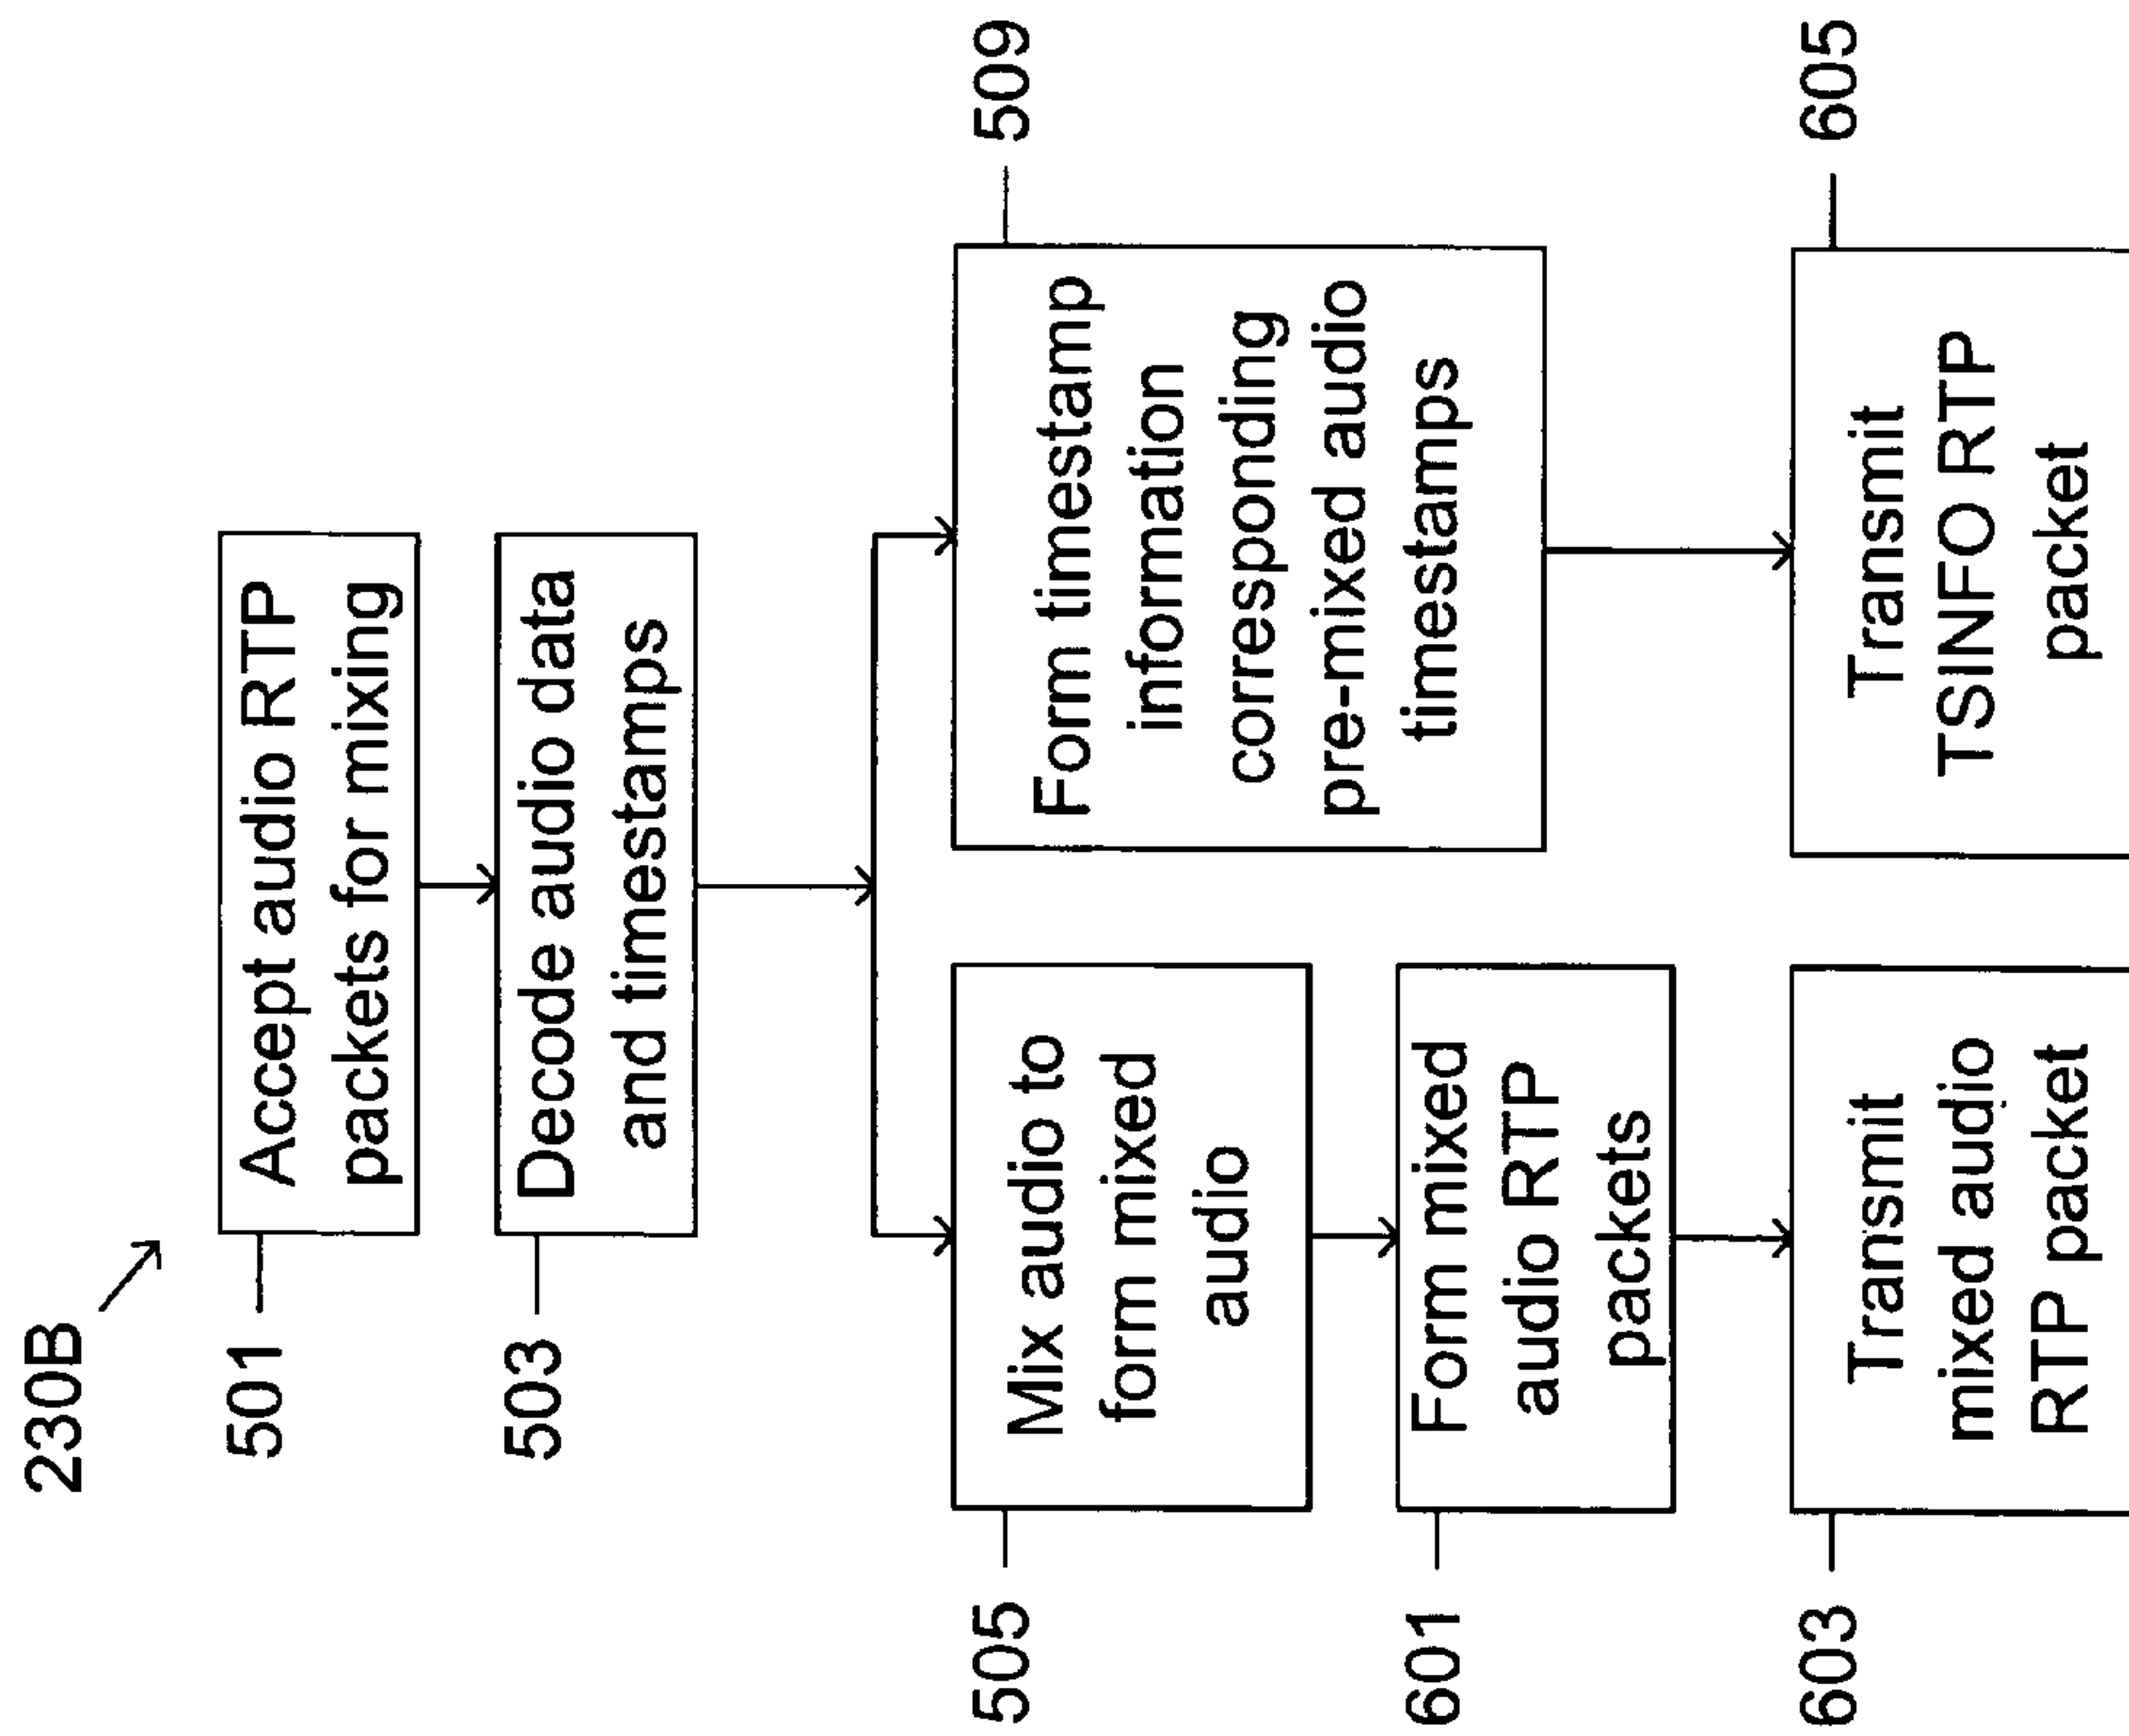 230B
501
Accept audio RTP
packets for mixing
503
Decode audio data
and timestamps
505
Mix audio to
form mixed
audio
509
Form timestamp
information
corresponding
pre-mixed audio
timestamps
601
Form mixed
audio RTP
packets
603
Transmit
mixed audio
RTP packet
605
Transmit
TSINFO RTP
packet